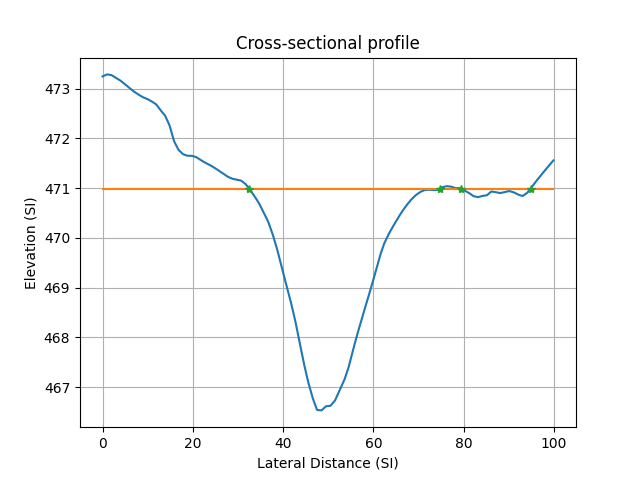 Cross-sectional profile
473
472
471
470
469
468
467
Elevation (SI)
0 20 40 60 80 100
Lateral Distance (SI)